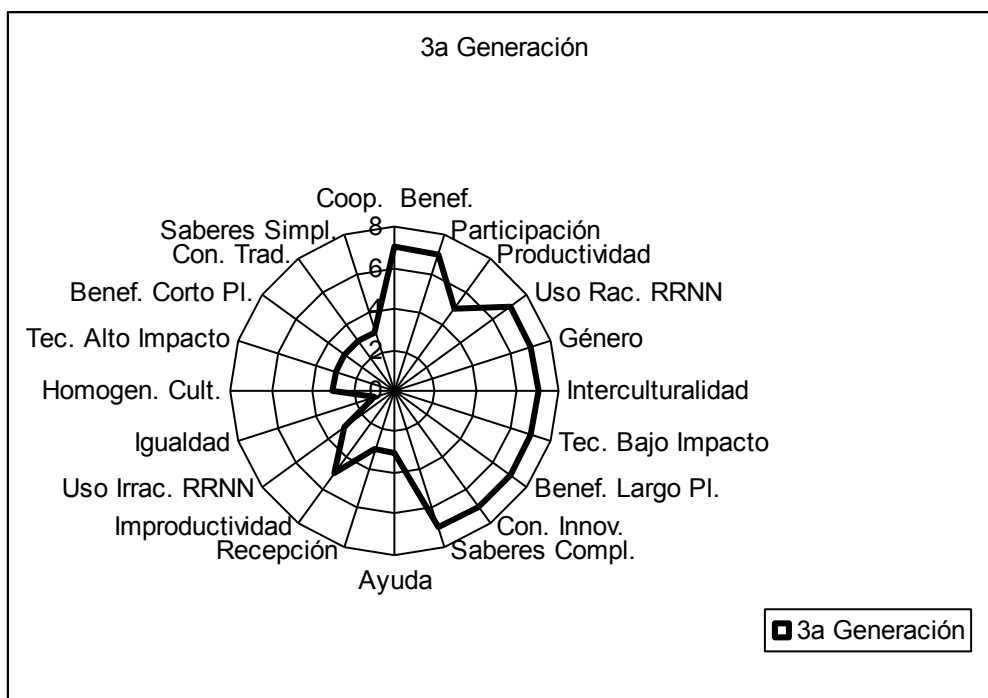 3a Generación
Coop. Benef.
Participación
Productividad
Uso Rac. RRNN
Género
Interculturalidad
Tec. Bajo Impacto
Benef. Largo Pl.
Con. Innov.
Saberes Compl.
Ayuda
Recepción
Improductividad
Uso Irrac. RRNN
Igualdad
Homogen. Cult.
Tec. Alto Impacto
Benef. Corto Pl.
Con. Trad.
Saberes Simpl.
8
6
4
2
0
3a Generación